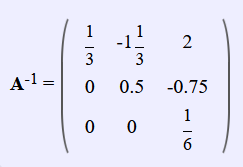 A⁻¹ = ( 1/3 -1 1/3 2
0 0.5 -0.75
0 0 1/6 )